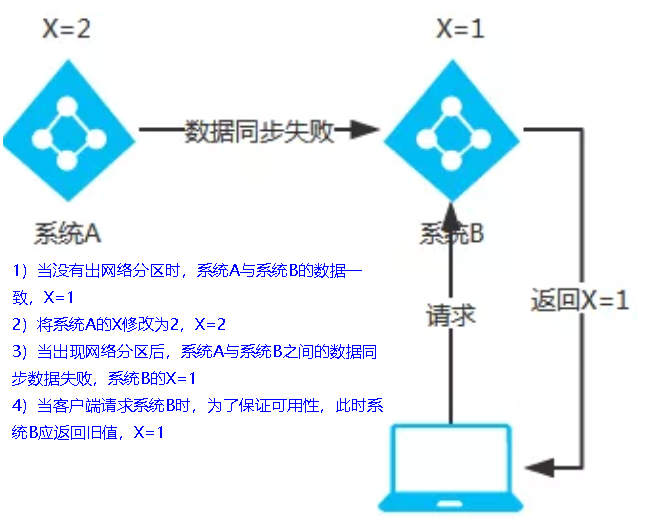 X=2
X=1
数据同步失败
系统A
系统B
1）当没有出网络分区时，系统A与系统B的数据一
致，X=1
2）将系统A的X修改为2，X=2
3）当出现网络分区后，系统A与系统B之间的数据同
步数据失败，系统B的X=1
4）当客户端请求系统B时，为了保证可用性，此时系
统B应返回旧值，X=1
请求
返回X=1